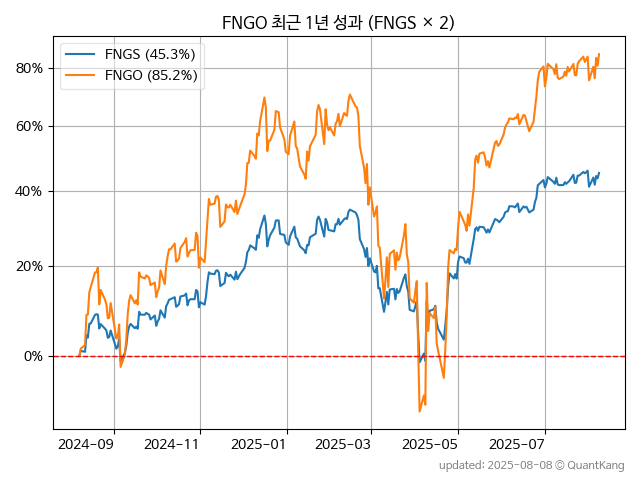 FNGO 최근 1년 성과 (FNGS × 2)
FNGS (45.3%)
FNGO (85.2%)
80%
60%
40%
20%
0%
2024-09 2024-11 2025-01 2025-03 2025-05 2025-07
updated: 2025-08-08 © QuantKang